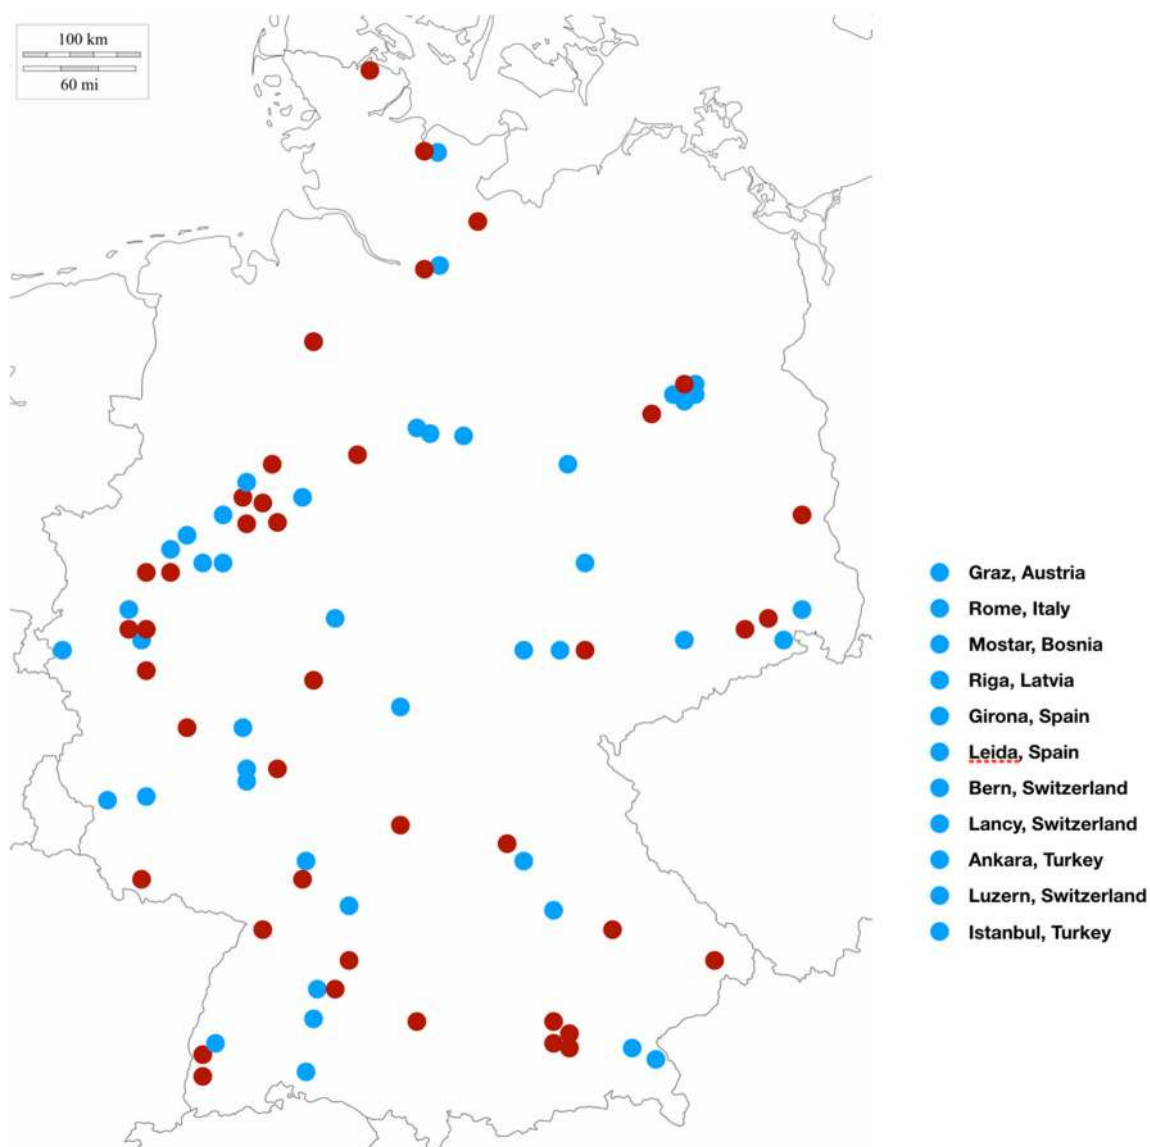 100 km
60 mi
Graz, Austria
Rome, Italy
Mostar, Bosnia
Riga, Latvia
Girona, Spain
Leida, Spain
Bern, Switzerland
Lancy, Switzerland
Ankara, Turkey
Luzern, Switzerland
Istanbul, Turkey